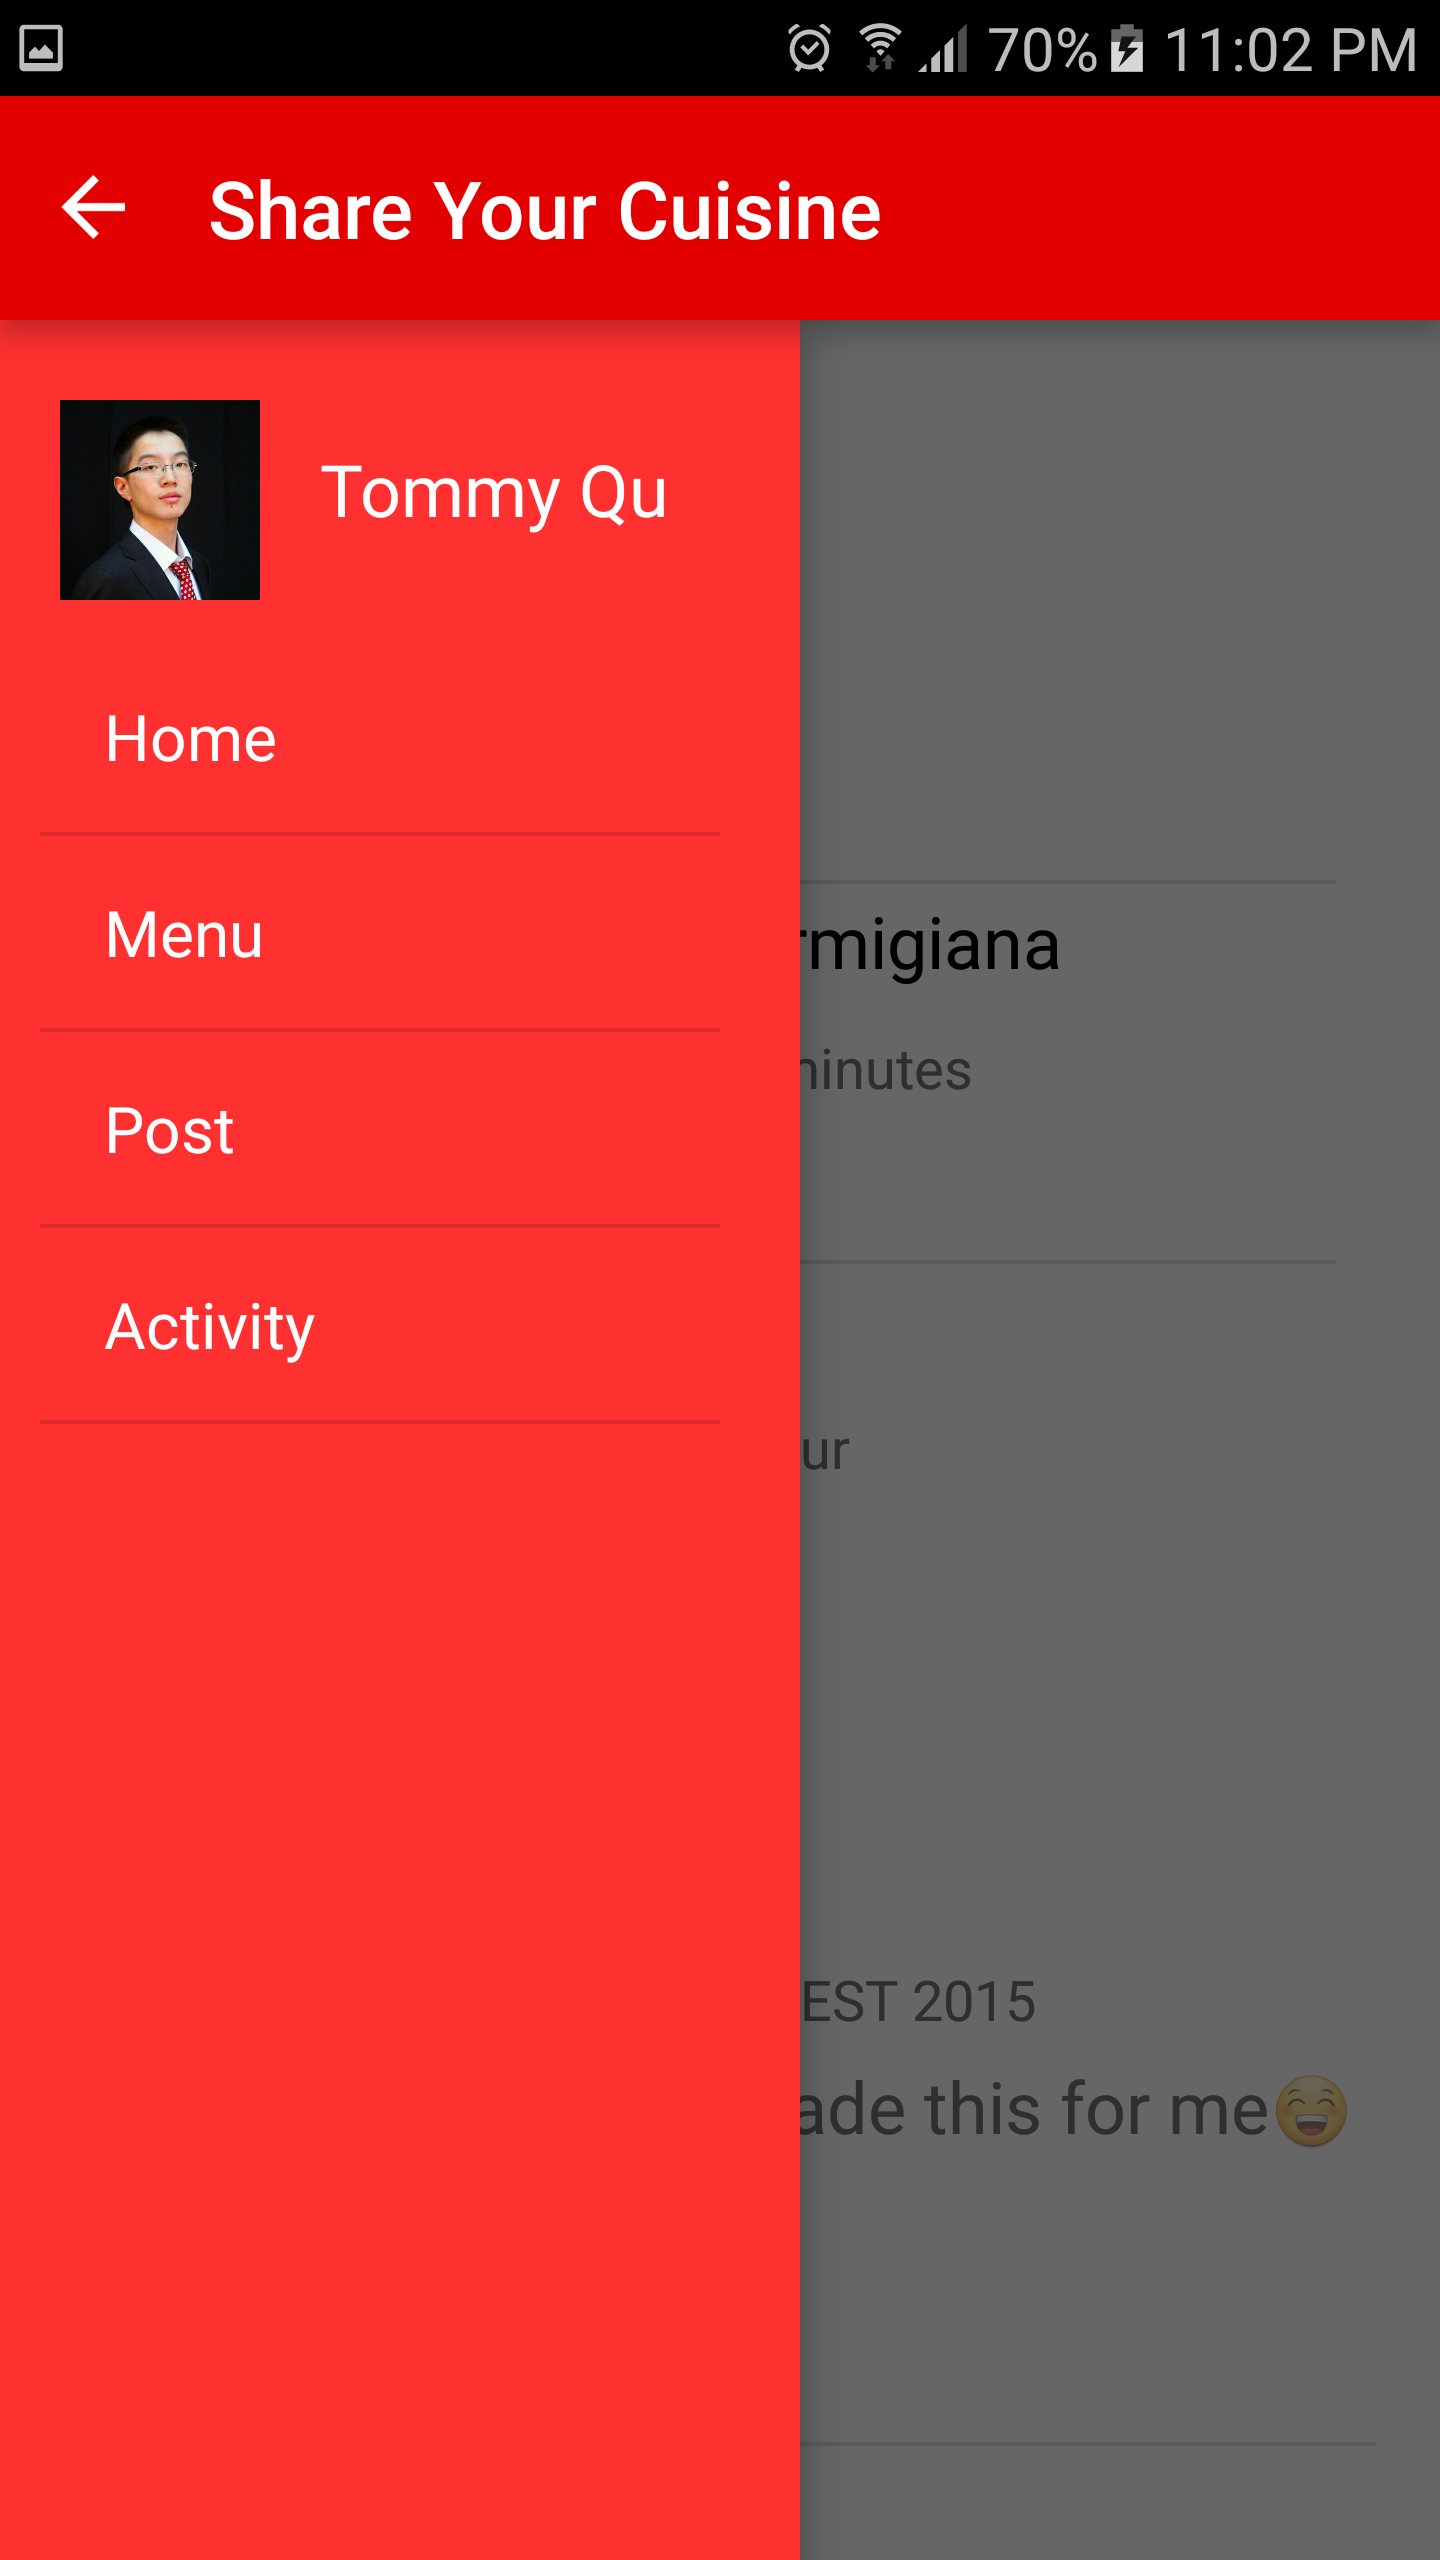 70% 11:02 PM
Share Your Cuisine
Tommy Qu
Home
Menu
rmigiana
minutes
Post
Activity
ur
EST 2015
ade this for me😁